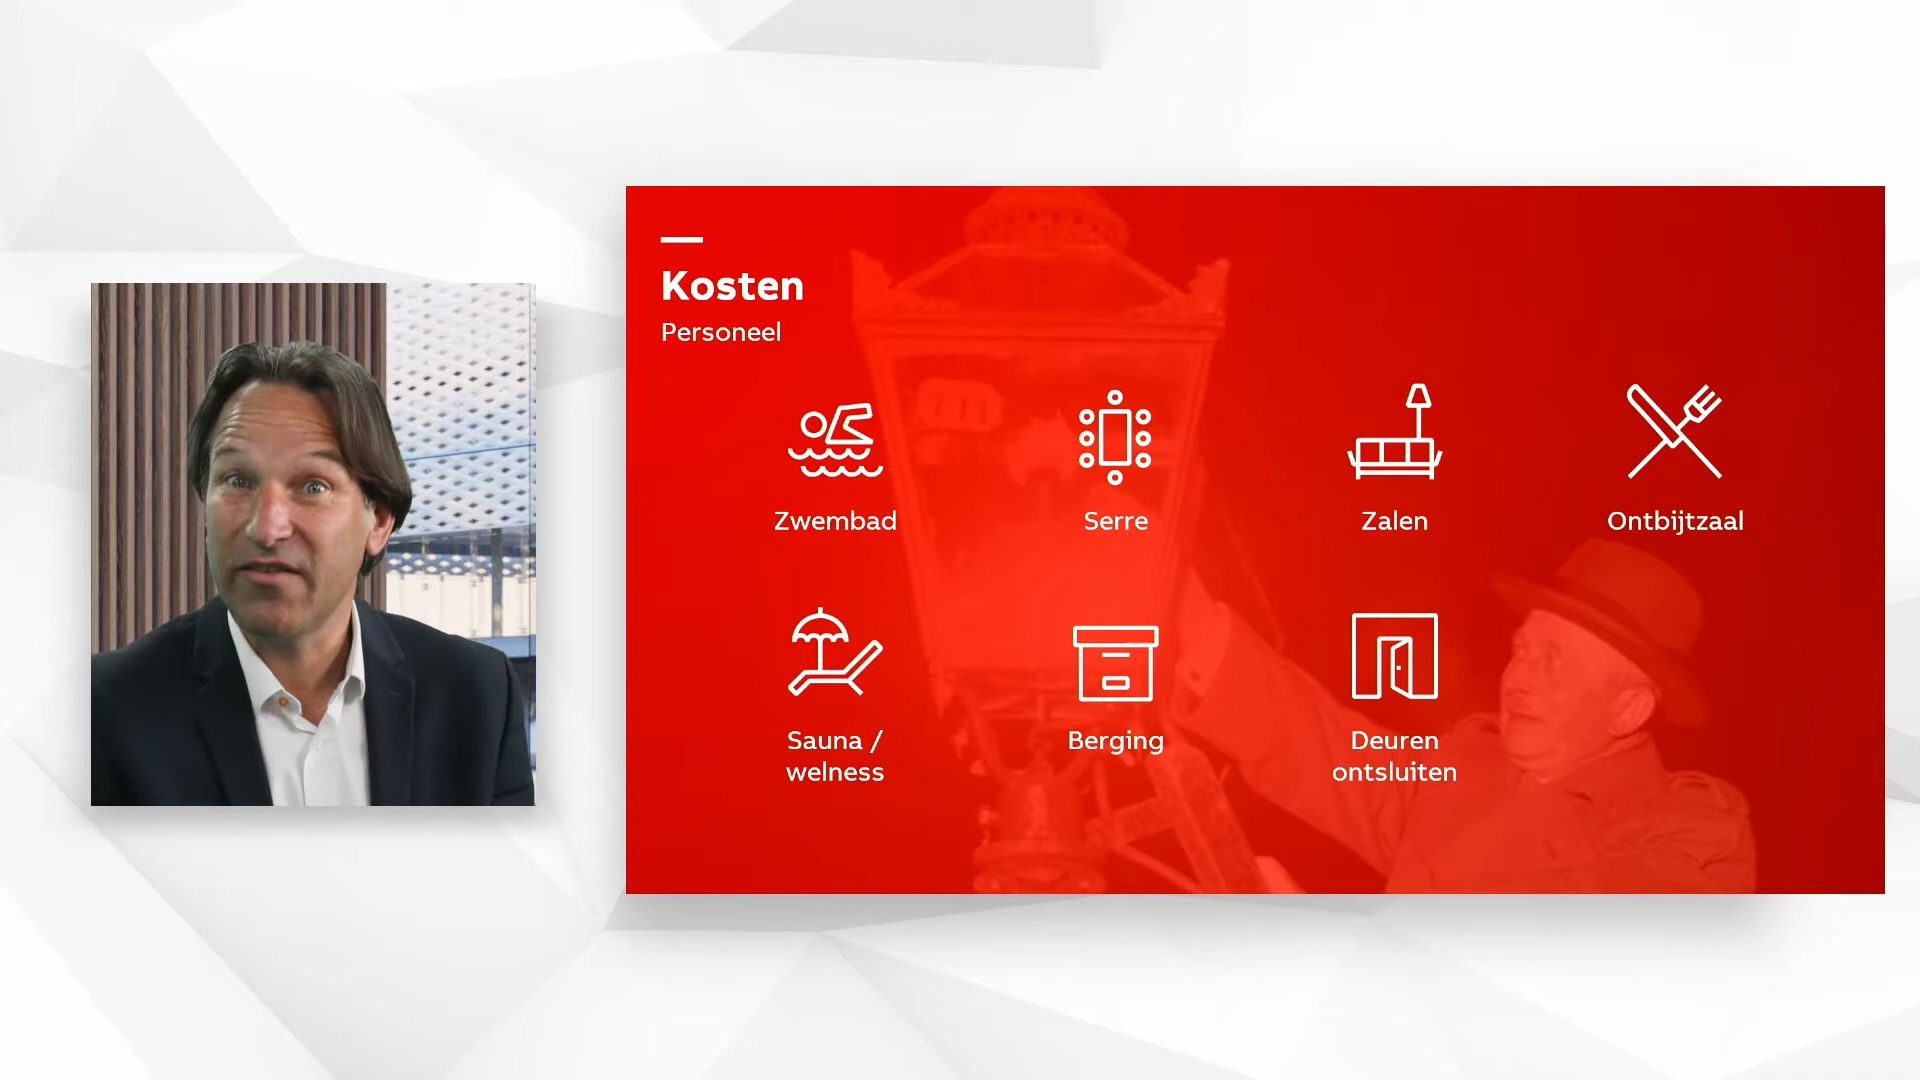 Kosten
Personeel
Zwembad
Serre
Zalen
Ontbijtzaal
Sauna /
welness
Berging
Deuren
ontsluiten